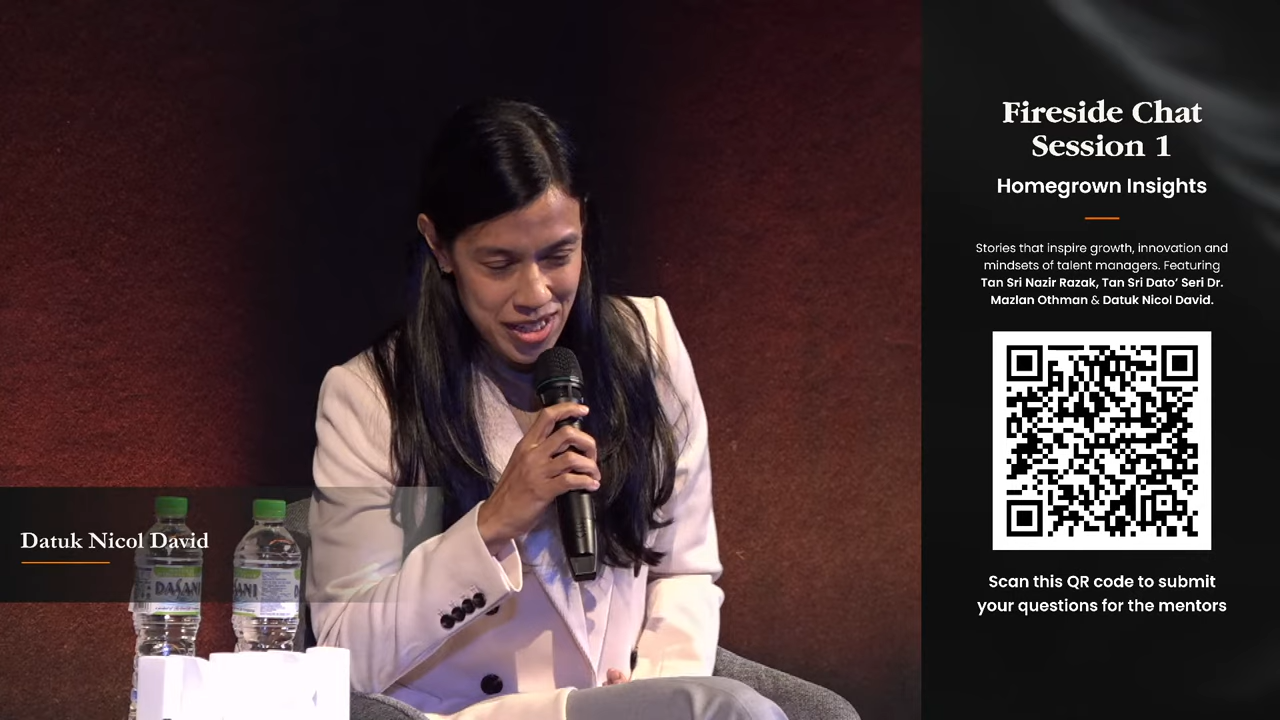 Fireside Chat
Session 1
Homegrown Insights
Stories that inspire growth, innovation and
mindsets of talent managers. Featuring
Tan Sri Nazir Razak, Tan Sri Dato' Seri Dr.
Mazlan Othman & Datuk Nicol David.
Scan this QR code to submit
your questions for the mentors
Datuk Nicol David
DASANI
SANI